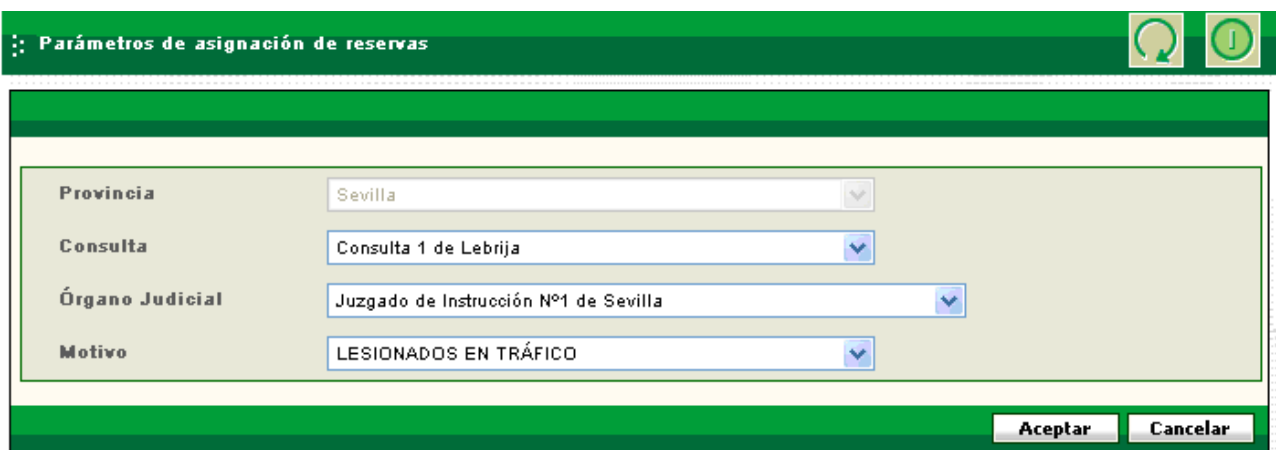 Parámetros de asignación de reservas
Provincia Sevilla
Consulta Consulta 1 de Lebrija
Órgano Judicial Juzgado de Instrucción Nº1 de Sevilla
Motivo LESIONADOS EN TRÁFICO
Aceptar Cancelar